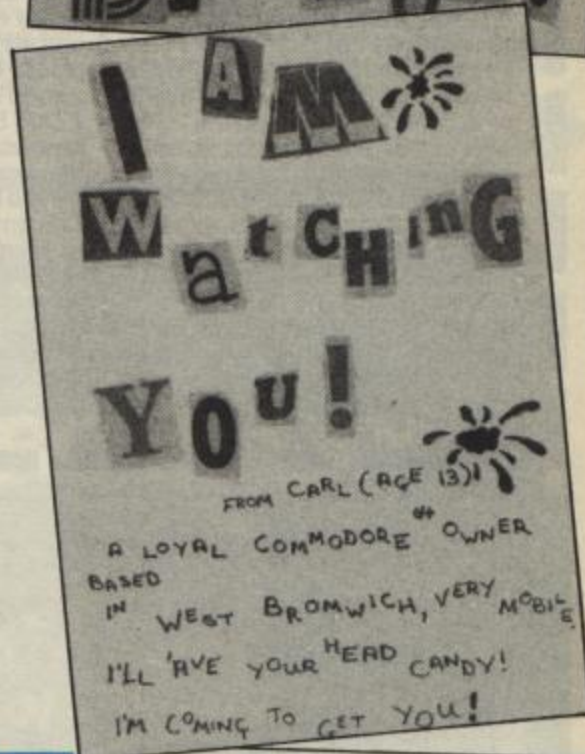 I AM
WatCHinG
YOU!
FROM CARL (AGE 13)!
A LOYAL COMMODORE 64 OWNER
BASED
IN WEST BROMWICH, VERY MOBILE
I'LL 'AVE YOUR HEAD CANDY!
I'M COMING TO GET YOU!